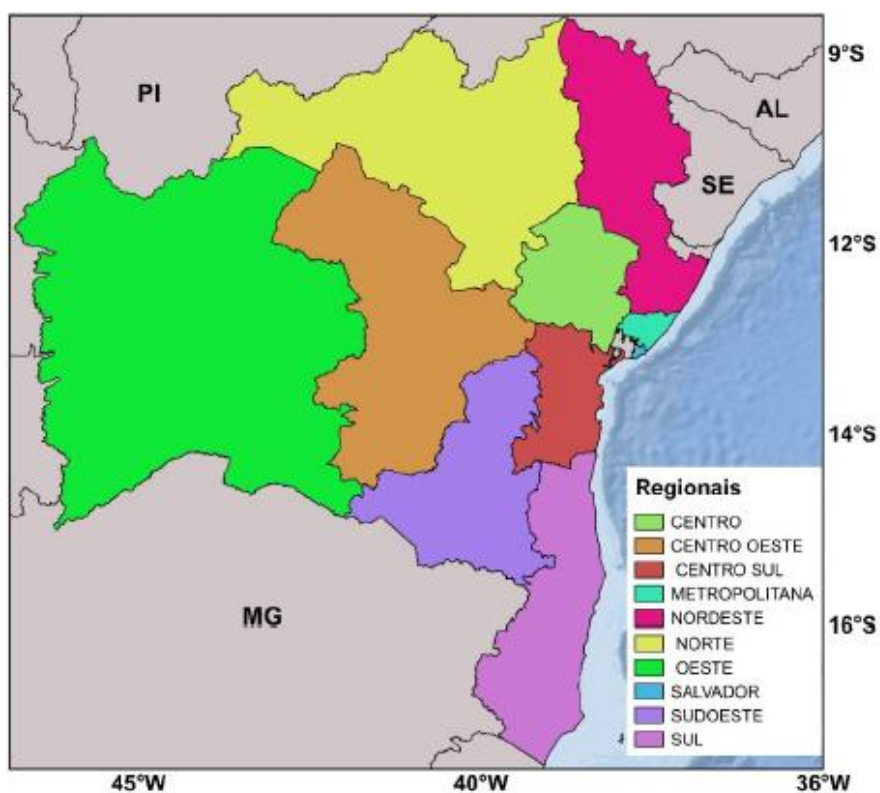 PI
AL
SE
MG
9°S
12°S
14°S
16°S
Regionais
CENTRO
CENTRO OESTE
CENTRO SUL
METROPOLITANA
NORDESTE
NORTE
OESTE
SALVADOR
SUDOESTE
SUL
45°W
40°W
36°W